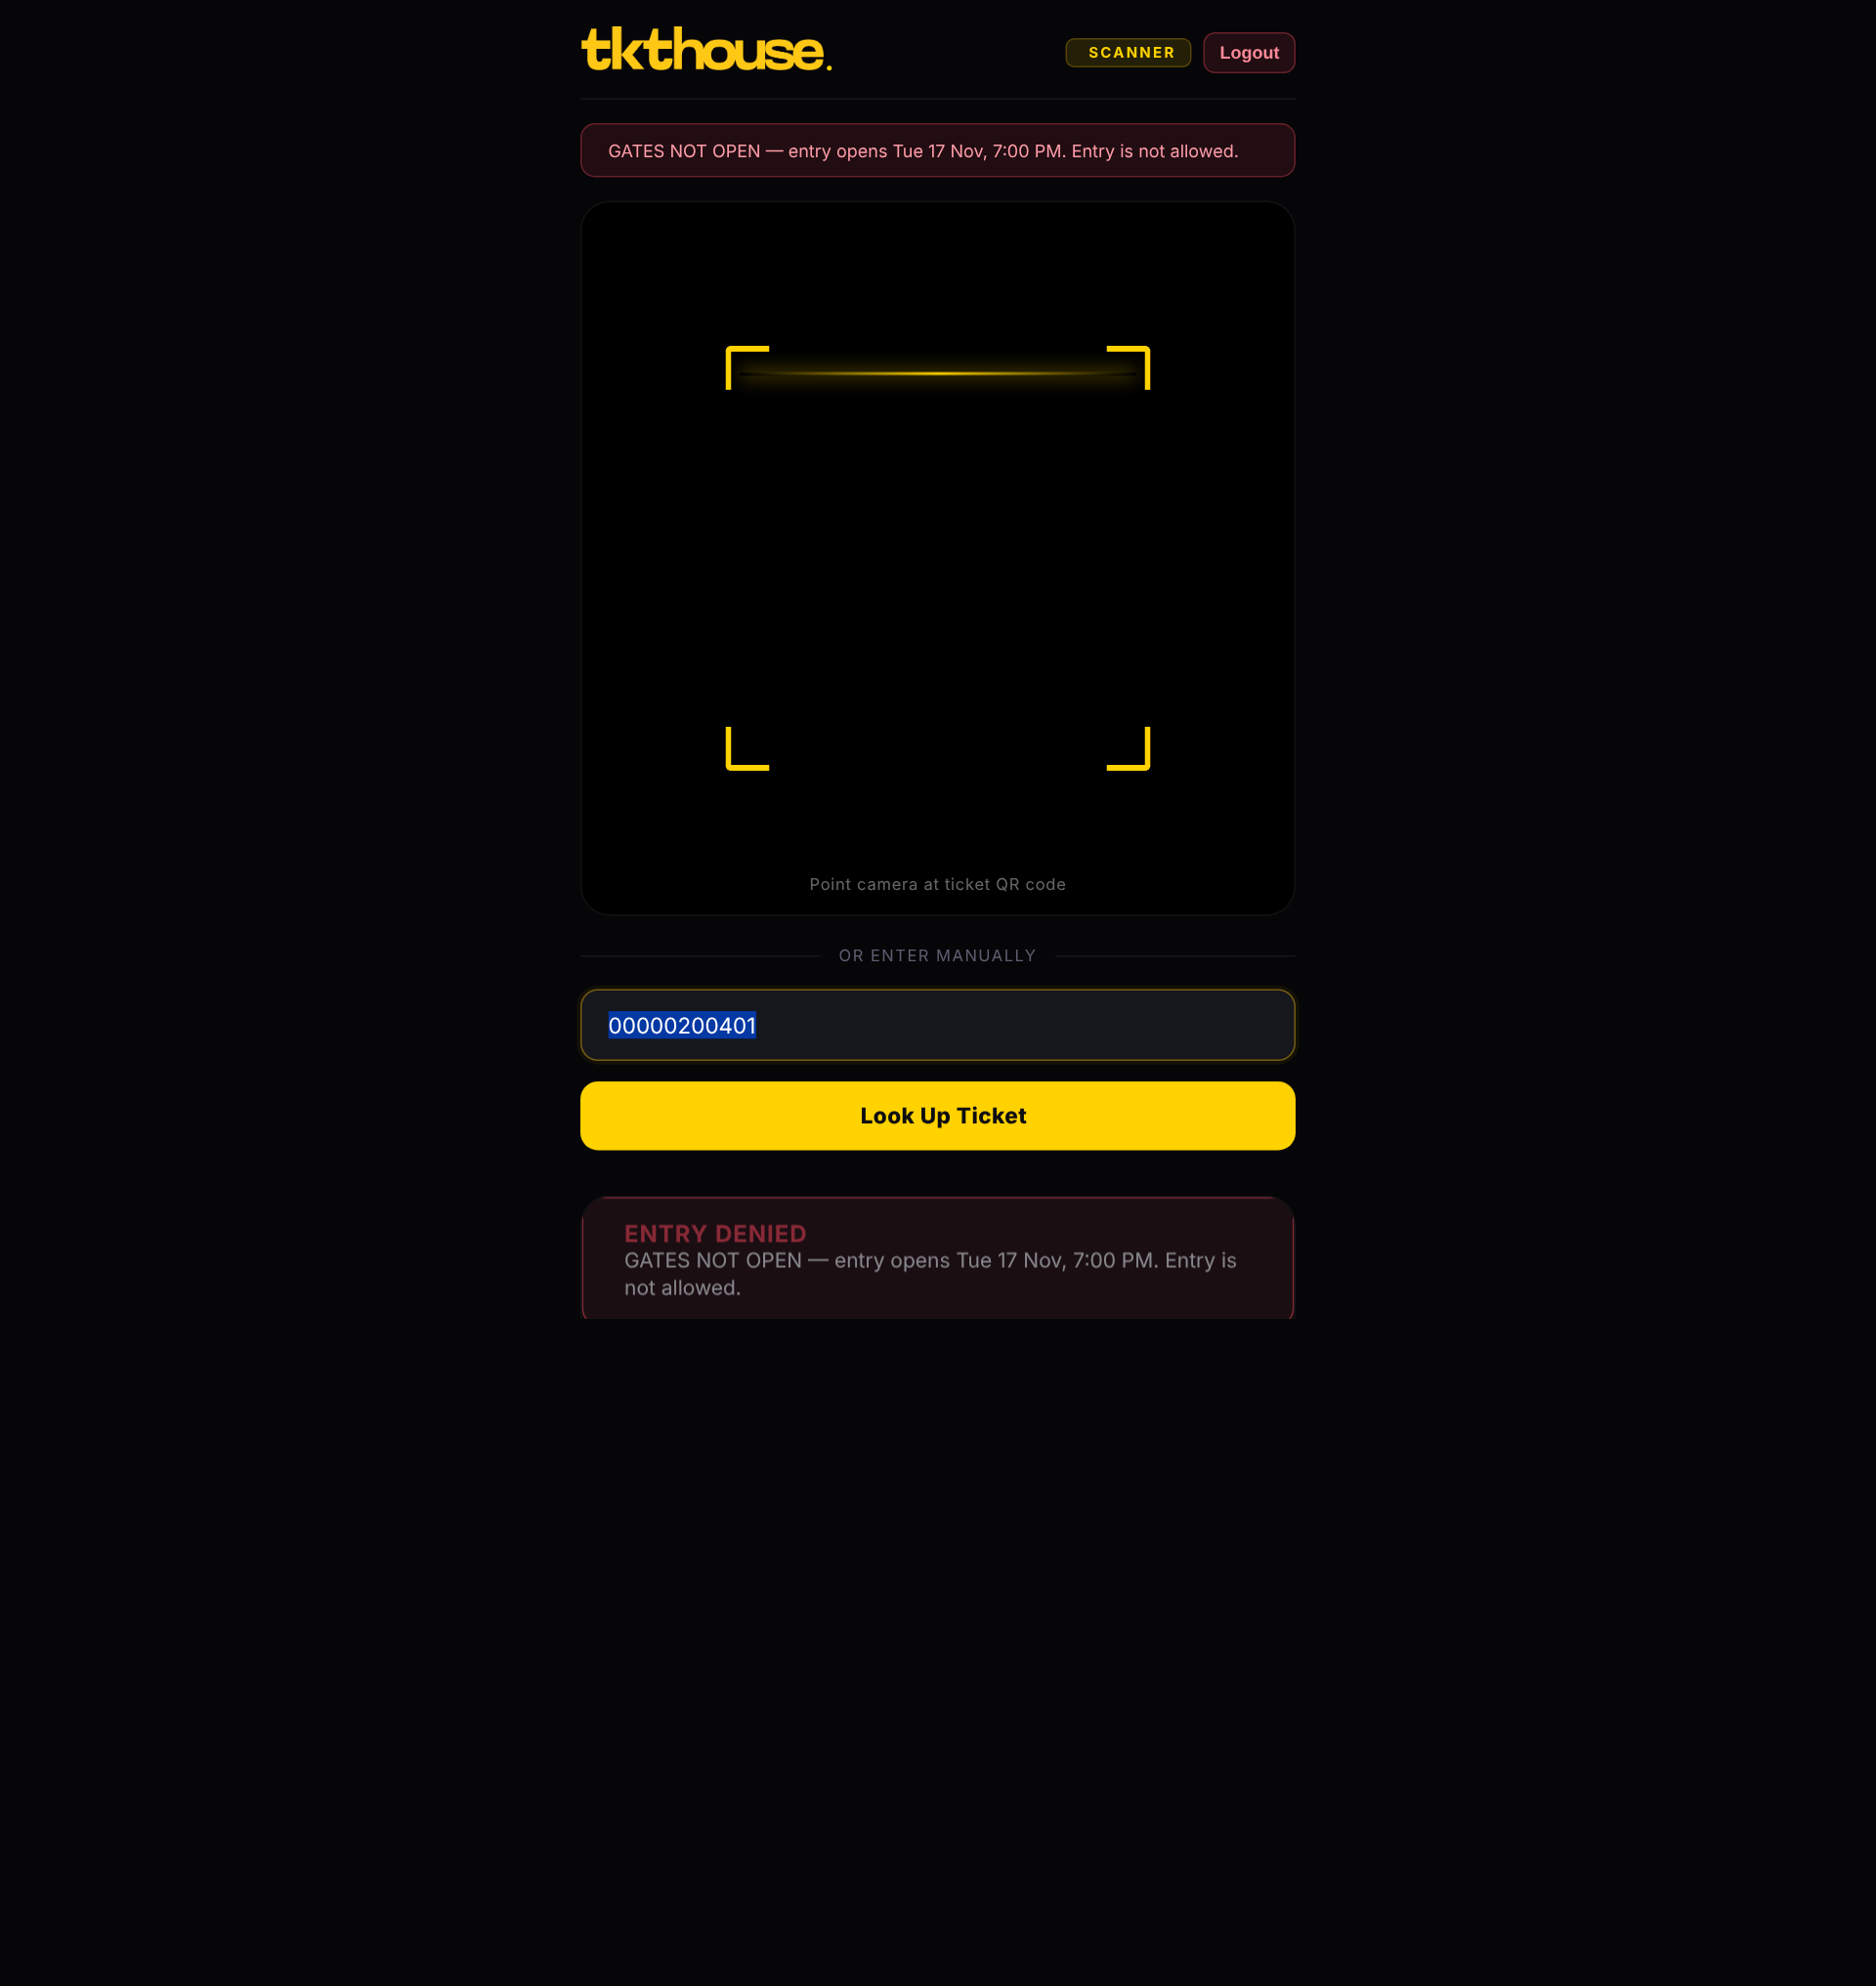 tkthouse.
SCANNER
Logout
GATES NOT OPEN — entry opens Tue 17 Nov, 7:00 PM. Entry is not allowed.
Point camera at ticket QR code
OR ENTER MANUALLY
00000200401
Look Up Ticket
ENTRY DENIED
GATES NOT OPEN — entry opens Tue 17 Nov, 7:00 PM. Entry is
not allowed.